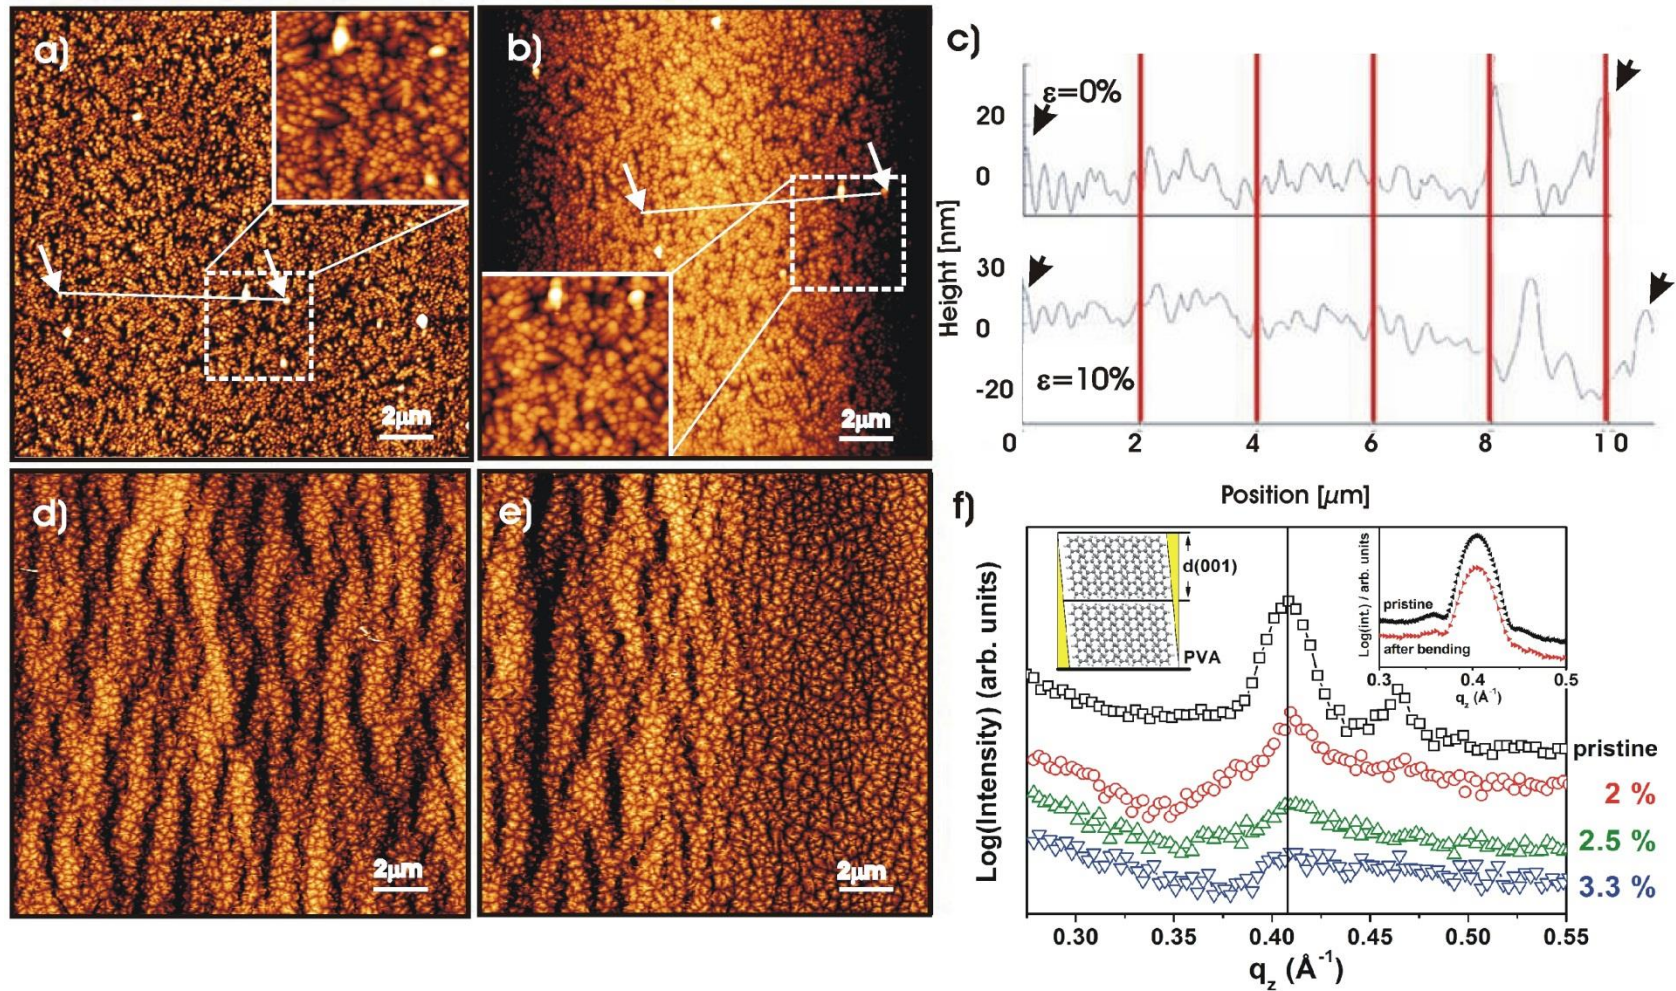 a)
2μm
b)
2μm
c)
ε=0%
20
0
Height [nm]
30
0
-20
ε=10%
0 2 4 6 8 10
Position [μm]
d)
2μm
e)
2μm
f)
Log(Intensity) (arb. units)
d(001)
PVA
Log(int.) / arb. units
pristine
after bending
0.3 0.4 0.5
q_z (Å⁻¹)
pristine
2 %
2.5 %
3.3 %
0.30 0.35 0.40 0.45 0.50 0.55
q_z (Å⁻¹)